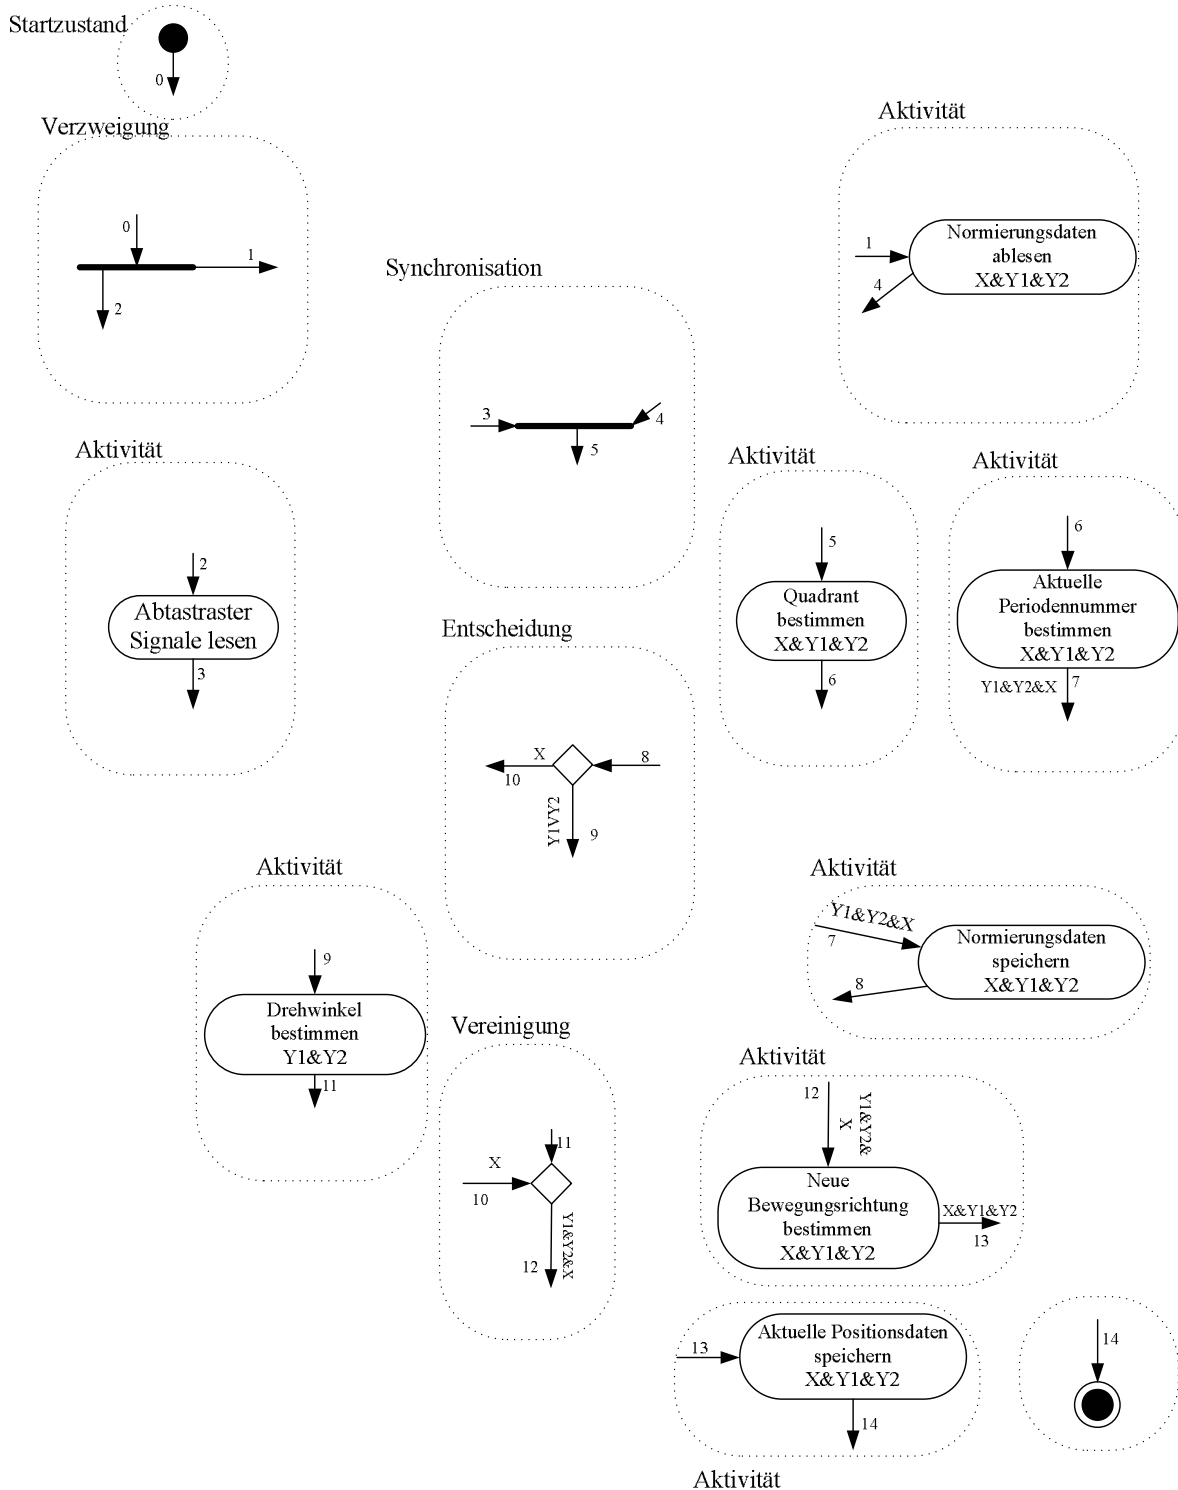 Startzustand
0
Verzweigung
0
1
2
Aktivität
1
Normierungsdaten
ablesen
X&Y1&Y2
4
Synchronisation
3
4
5
Aktivität
2
Abtastraster
Signale lesen
3
Aktivität
5
Quadrant
bestimmen
X&Y1&Y2
6
Aktivität
6
Aktuelle
Periodennummer
bestimmen
X&Y1&Y2
Y1&Y2&X
7
Entscheidung
X
8
10
Y1VY2
9
Aktivität
9
Drehwinkel
bestimmen
Y1&Y2
11
Aktivität
Y1&Y2&X
7
Normierungsdaten
speichern
X&Y1&Y2
8
Vereinigung
11
X
10
Y1&Y2&X
12
Aktivität
12
Y1&Y2&
X
Neue
Bewegungsrichtung
bestimmen
X&Y1&Y2
X&Y1&Y2
13
13
Aktuelle Positionsdaten
speichern
X&Y1&Y2
14
Aktivität
14